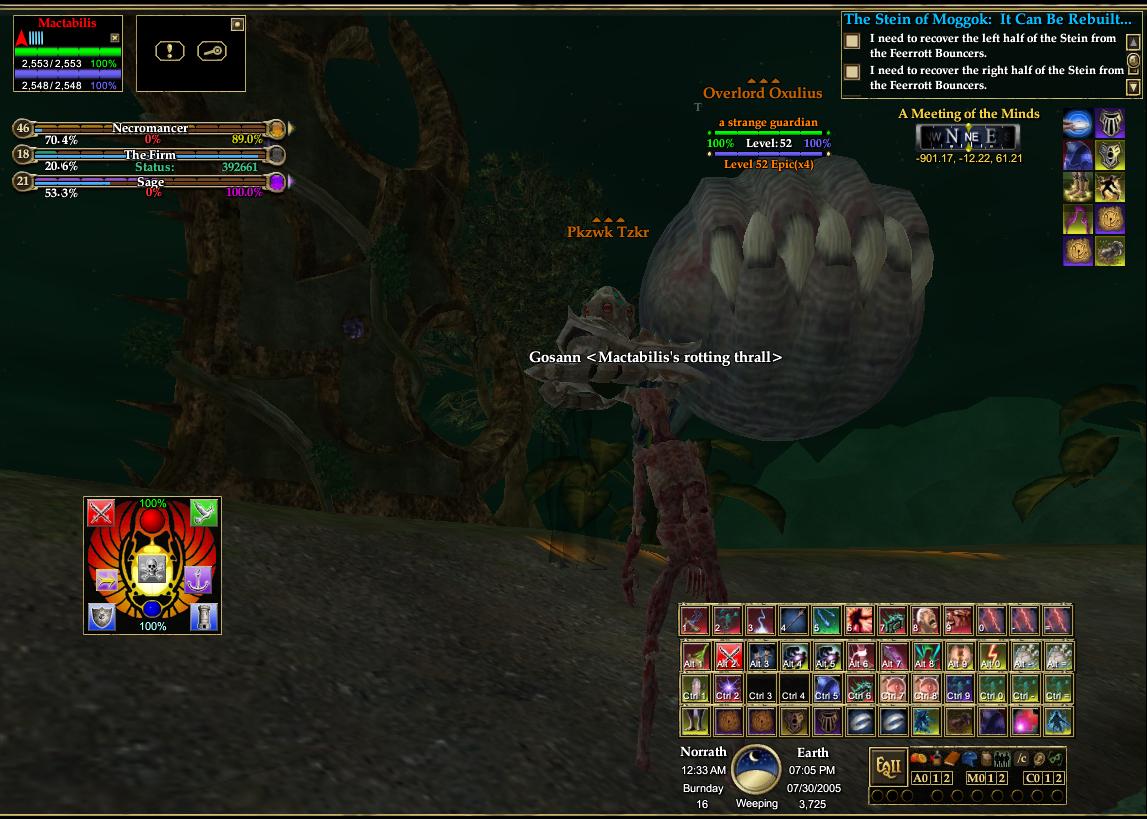 Mactabilis
2,553/2,553 100%
2,548/2,548 100%
46 Necromancer
70.4% 0% 89.0%
18 The Firm
20.6% Status: 392661
21 Sage
53.3% 0% 100.0%
The Stein of Moggok: It Can Be Rebuilt...
I need to recover the left half of the Stein from
the Feerrott Bouncers.
I need to recover the right half of the Stein from
the Feerrott Bouncers.
Overlord Oxulius
T
a strange guardian
100% Level:52 100%
Level 52 Epic(x4)
A Meeting of the Minds
W N NE E
-901.17, -12.22, 61.21
Pkzwk Tzkr
Gosann <Mactabilis's rotting thrall>
100%
100%
1 2 3 4 5 6 7 8 9 0 - =
Alt 1 Alt 2 Alt 3 Alt 4 Alt 5 Alt 6 Alt 7 Alt 8 Alt 9 Alt 0 Alt - Alt =
Ctrl 1 Ctrl 2 Ctrl 3 Ctrl 4 Ctrl 5 Ctrl 6 Ctrl 7 Ctrl 8 Ctrl 9 Ctrl 0 Ctrl - Ctrl =
Norrath Earth
12:33 AM 07:05 PM
Burnday 07/30/2005
16 Weeping 3,725
EQII
/c
A0 1 2 M0 1 2 C0 1 2